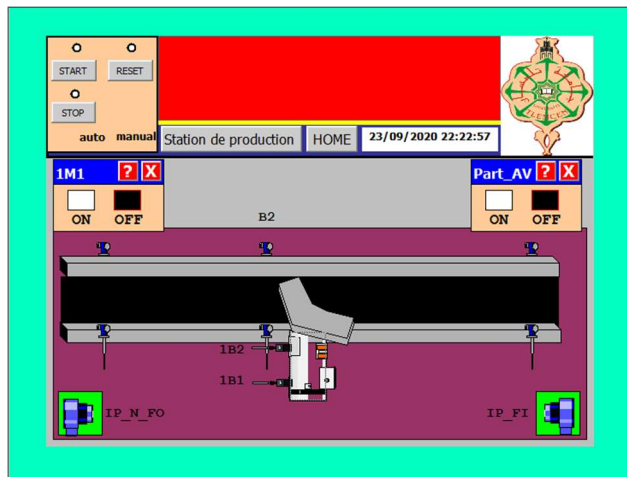 START RESET
STOP
auto manual
Station de production HOME 23/09/2020 22:22:57
1M1 ? X
ON OFF
Part_AV ? X
ON OFF
B2
1B2
1B1
IP_N_FO
IP_FI